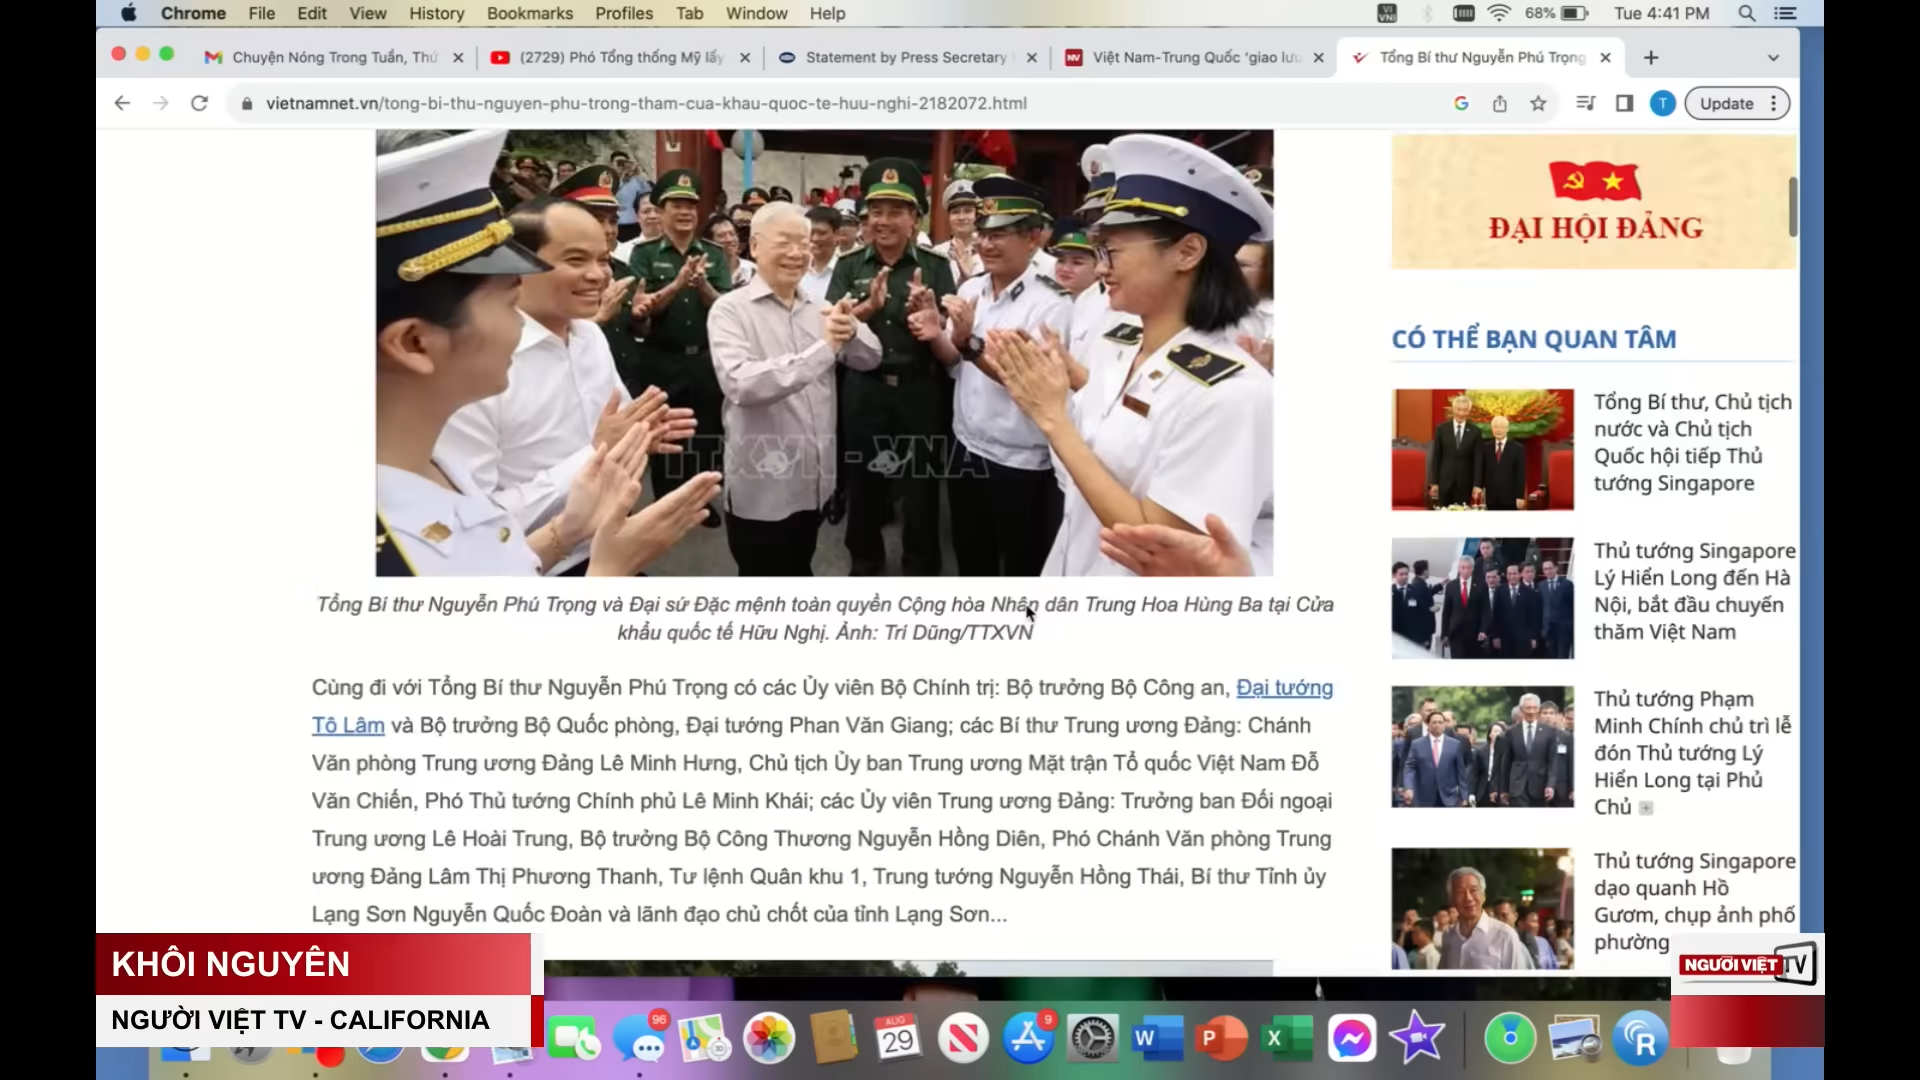 Chrome File Edit View History Bookmarks Profiles Tab Window Help
VI
VNI
68%
Tue 4:41 PM
Chuyện Nóng Trong Tuần, Thứ
(2729) Phó Tổng thống Mỹ lấy
Statement by Press Secretary
NV
Việt Nam-Trung Quốc 'giao lưu
Tổng Bí thư Nguyễn Phú Trọng
vietnamnet.vn/tong-bi-thu-nguyen-phu-trong-tham-cua-khau-quoc-te-huu-nghi-2182072.html
T
Update
TTXVN-VNA
Tổng Bí thư Nguyễn Phú Trọng và Đại sứ Đặc mệnh toàn quyền Cộng hòa Nhân dân Trung Hoa Hùng Ba tại Cửa
khẩu quốc tế Hữu Nghị. Ảnh: Trí Dũng/TTXVN
Cùng đi với Tổng Bí thư Nguyễn Phú Trọng có các Ủy viên Bộ Chính trị: Bộ trưởng Bộ Công an, Đại tướng
Tô Lâm và Bộ trưởng Bộ Quốc phòng, Đại tướng Phan Văn Giang; các Bí thư Trung ương Đảng: Chánh
Văn phòng Trung ương Đảng Lê Minh Hưng, Chủ tịch Ủy ban Trung ương Mặt trận Tổ quốc Việt Nam Đỗ
Văn Chiến, Phó Thủ tướng Chính phủ Lê Minh Khái; các Ủy viên Trung ương Đảng: Trưởng ban Đối ngoại
Trung ương Lê Hoài Trung, Bộ trưởng Bộ Công Thương Nguyễn Hồng Diên, Phó Chánh Văn phòng Trung
ương Đảng Lâm Thị Phương Thanh, Tư lệnh Quân khu 1, Trung tướng Nguyễn Hồng Thái, Bí thư Tỉnh ủy
Lạng Sơn Nguyễn Quốc Đoàn và lãnh đạo chủ chốt của tỉnh Lạng Sơn...
ĐẠI HỘI ĐẢNG
CÓ THỂ BẠN QUAN TÂM
Tổng Bí thư, Chủ tịch
nước và Chủ tịch
Quốc hội tiếp Thủ
tướng Singapore
Thủ tướng Singapore
Lý Hiển Long đến Hà
Nội, bắt đầu chuyến
thăm Việt Nam
Thủ tướng Phạm
Minh Chính chủ trì lễ
đón Thủ tướng Lý
Hiển Long tại Phủ
Chủ
Thủ tướng Singapore
dạo quanh Hồ
Gươm, chụp ảnh phố
phường
KHÔI NGUYÊN
NGƯỜI VIỆT TV - CALIFORNIA
NGƯỜI VIỆT TV
96
AUG
29
9
W
P
X
R